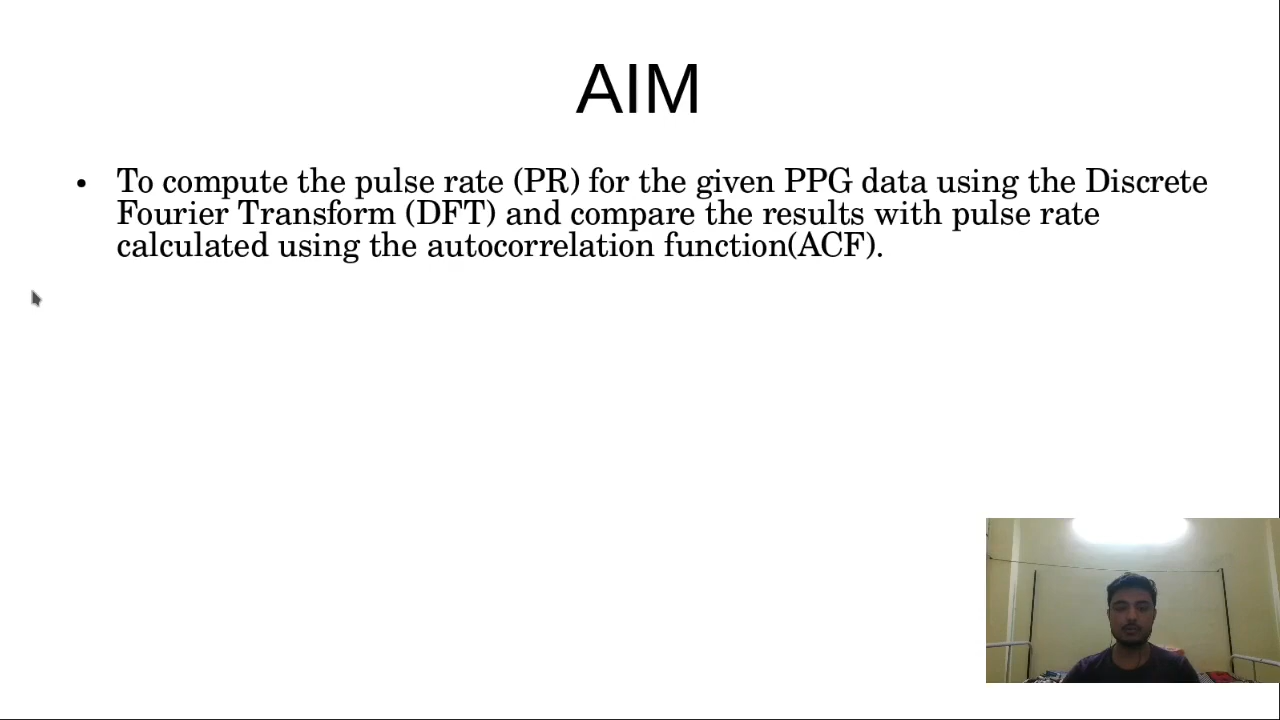 AIM
• To compute the pulse rate (PR) for the given PPG data using the Discrete
Fourier Transform (DFT) and compare the results with pulse rate
calculated using the autocorrelation function(ACF).